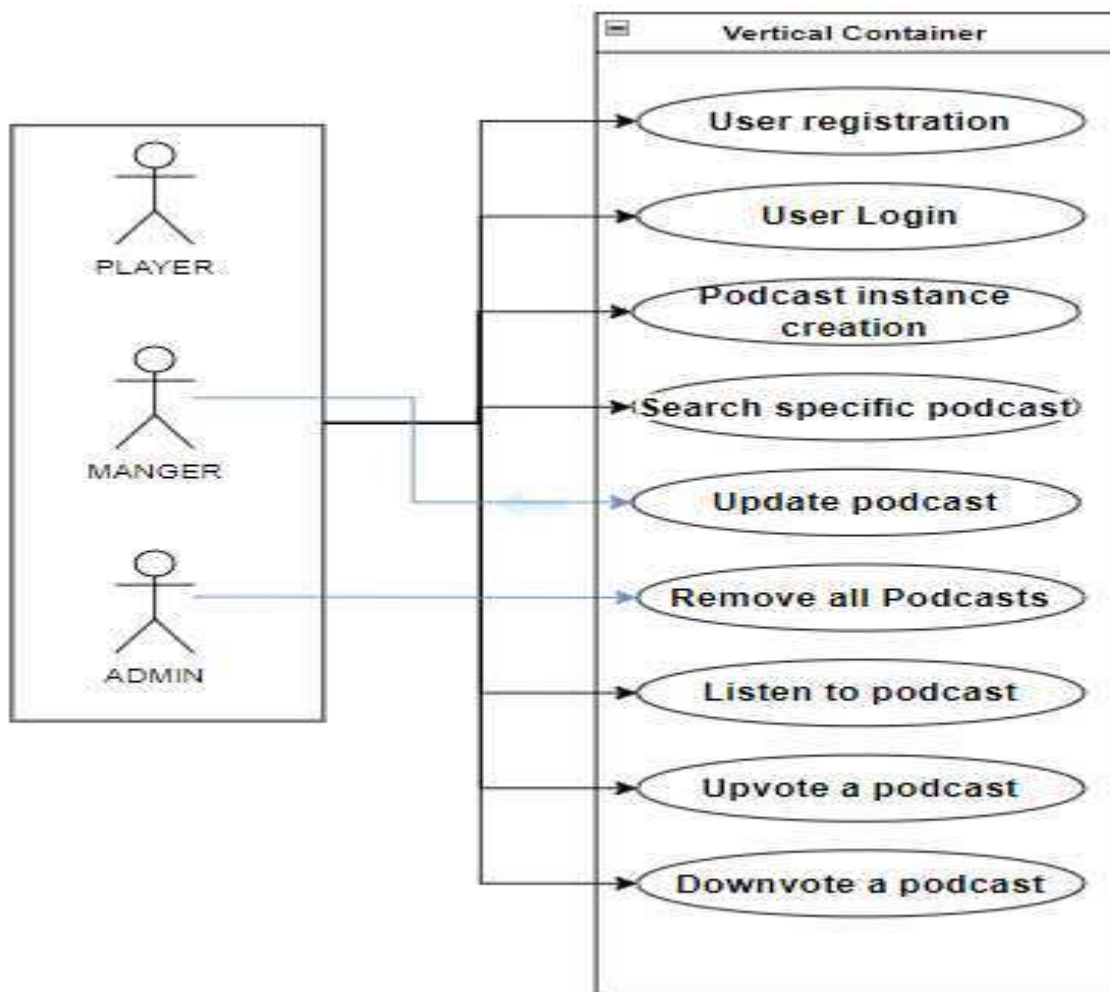 Vertical Container
User registration
User Login
Podcast instance
creation
Search specific podcast
Update podcast
Remove all Podcasts
Listen to podcast
Upvote a podcast
Downvote a podcast
PLAYER
MANGER
ADMIN